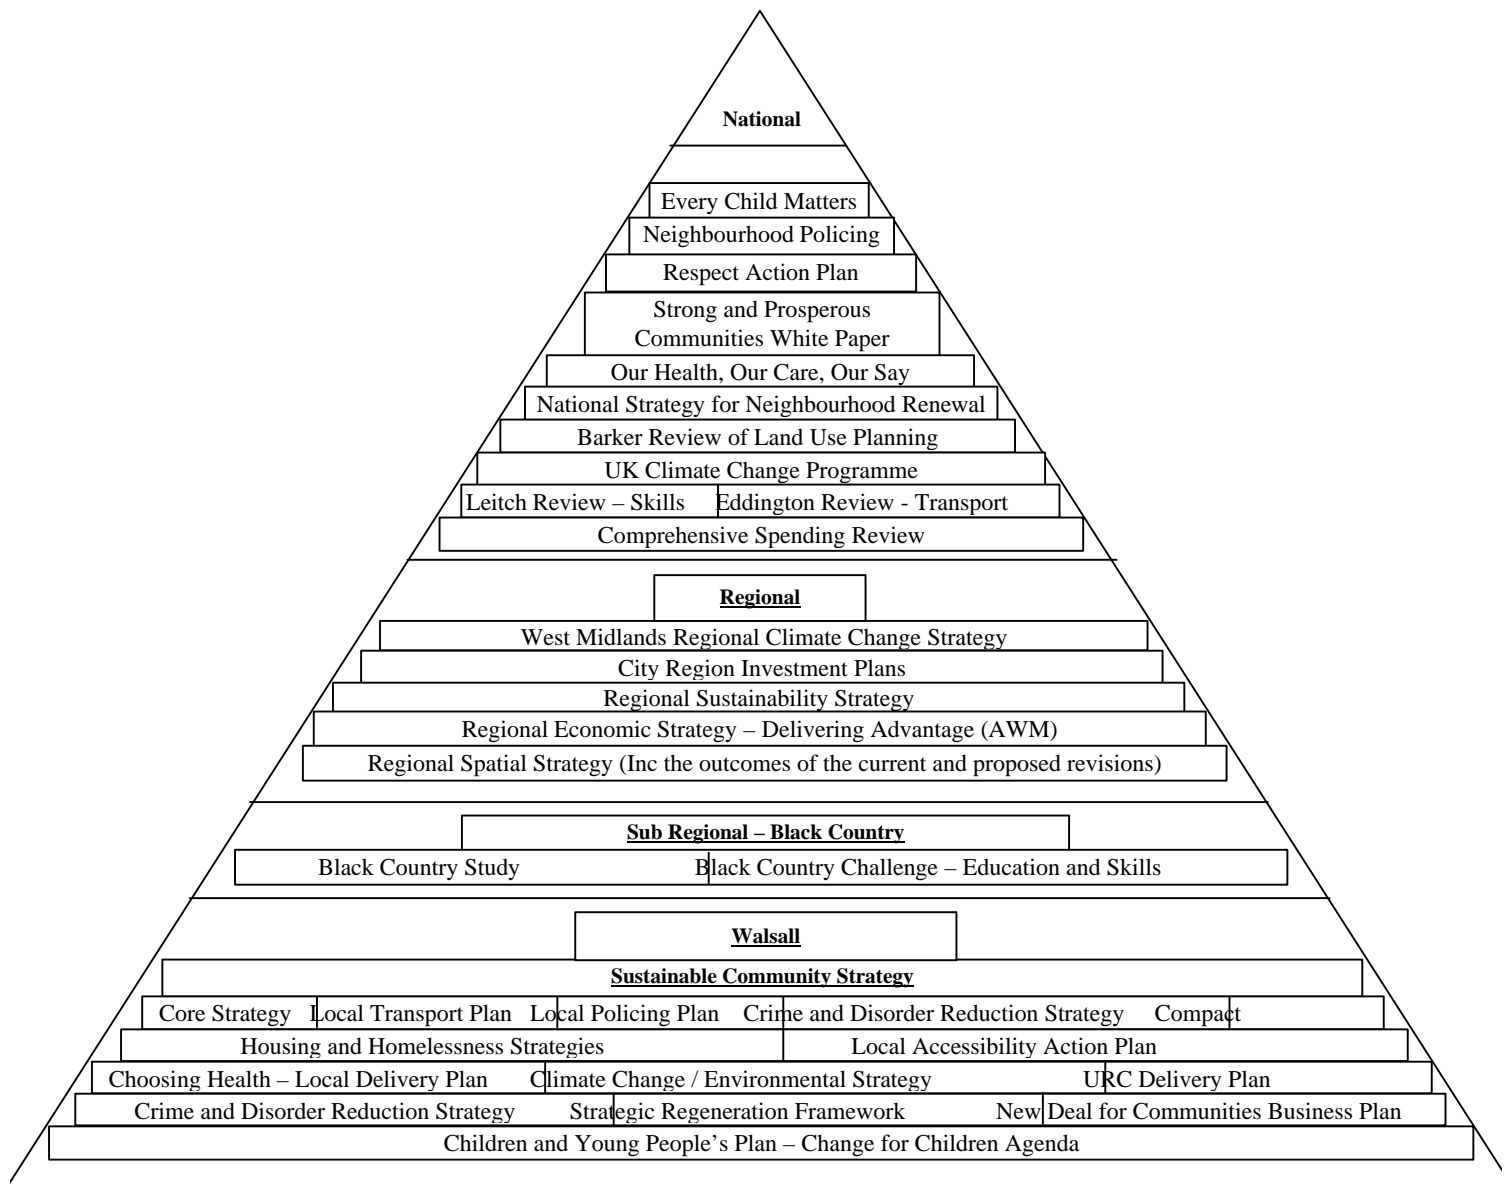 National
Every Child Matters
Neighbourhood Policing
Respect Action Plan
Strong and Prosperous
Communities White Paper
Our Health, Our Care, Our Say
National Strategy for Neighbourhood Renewal
Barker Review of Land Use Planning
UK Climate Change Programme
Leitch Review – Skills Eddington Review - Transport
Comprehensive Spending Review
Regional
West Midlands Regional Climate Change Strategy
City Region Investment Plans
Regional Sustainability Strategy
Regional Economic Strategy – Delivering Advantage (AWM)
Regional Spatial Strategy (Inc the outcomes of the current and proposed revisions)
Sub Regional – Black Country
Black Country Study Black Country Challenge – Education and Skills
Walsall
Sustainable Community Strategy
Core Strategy Local Transport Plan Local Policing Plan Crime and Disorder Reduction Strategy Compact
Housing and Homelessness Strategies Local Accessibility Action Plan
Choosing Health – Local Delivery Plan Climate Change / Environmental Strategy URC Delivery Plan
Crime and Disorder Reduction Strategy Strategic Regeneration Framework New Deal for Communities Business Plan
Children and Young People’s Plan – Change for Children Agenda